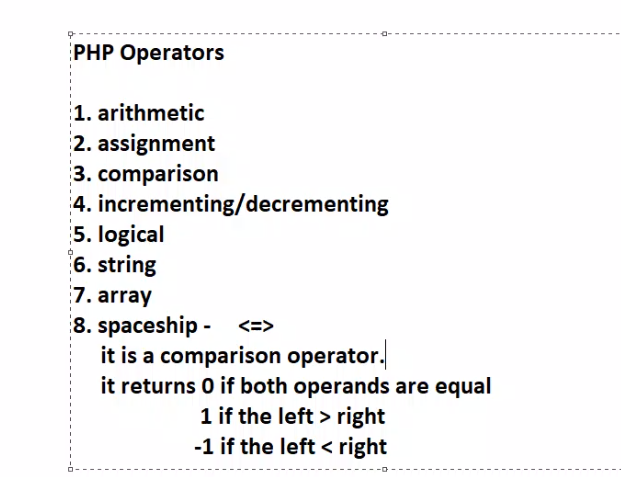 PHP Operators
1. arithmetic
2. assignment
3. comparison
4. incrementing/decrementing
5. logical
6. string
7. array
8. spaceship - <=>
it is a comparison operator.
it returns 0 if both operands are equal
1 if the left > right
-1 if the left < right